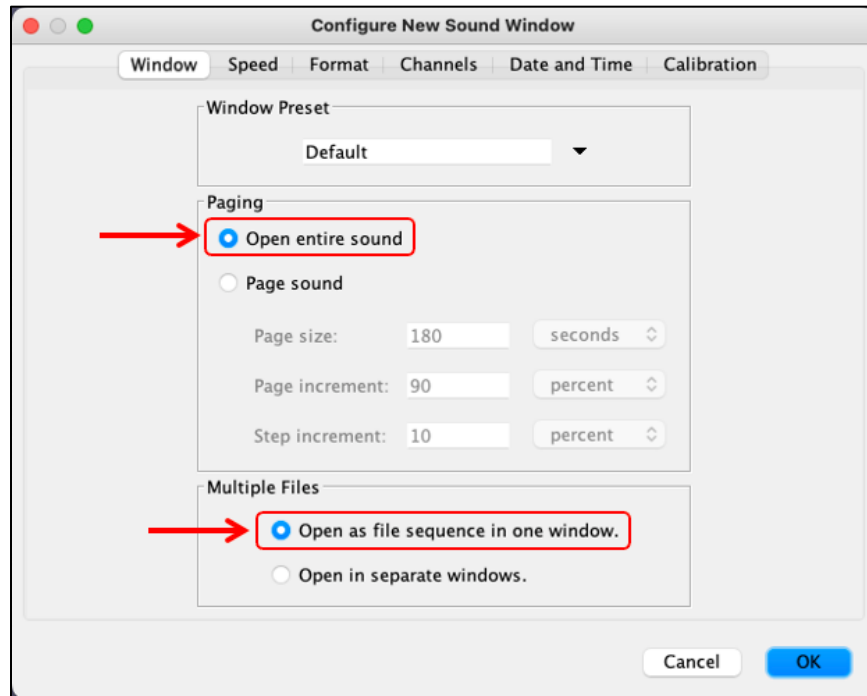 Configure New Sound Window
Window Speed Format Channels Date and Time Calibration
Window Preset
Default
Paging
Open entire sound
Page sound
Page size: 180 seconds
Page increment: 90 percent
Step increment: 10 percent
Multiple Files
Open as file sequence in one window.
Open in separate windows.
Cancel OK